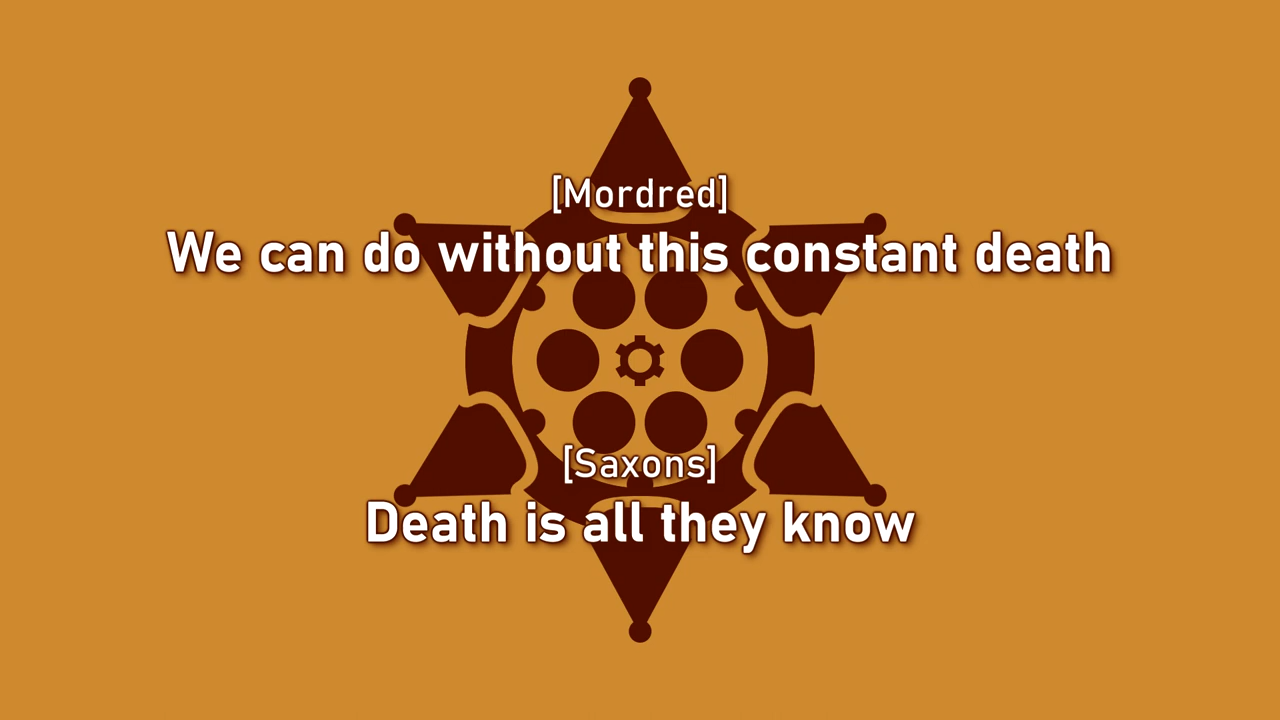 [Mordred]
We can do without this constant death
[Saxons]
Death is all they know